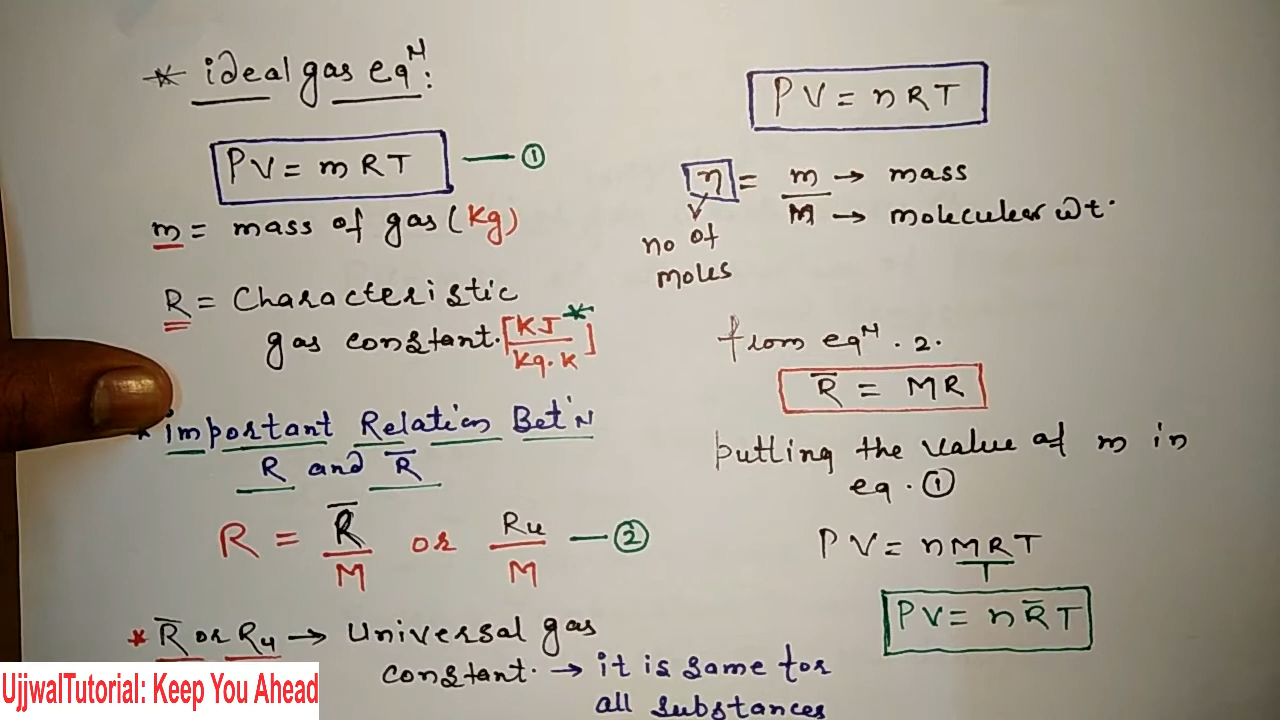 * ideal gas eqᴺ:
PV = mRT — ①
m = mass of gas (Kg)
R = Characteristic
gas constant. [KJ / Kg.K]*
* important Relation Bet'n
R and R̅
R = R̅/M or Ru/M — ②
* R̅ or Ru → Universal gas
constant. → it is same for
all substances
PV = nRT
n = m → mass
M → moleculer wt.
no of
moles
from eqᴺ. 2.
R̅ = MR
putting the value of m in
eq. ①
PV = nMRT
PV = nR̅T
UjjwalTutorial: Keep You Ahead